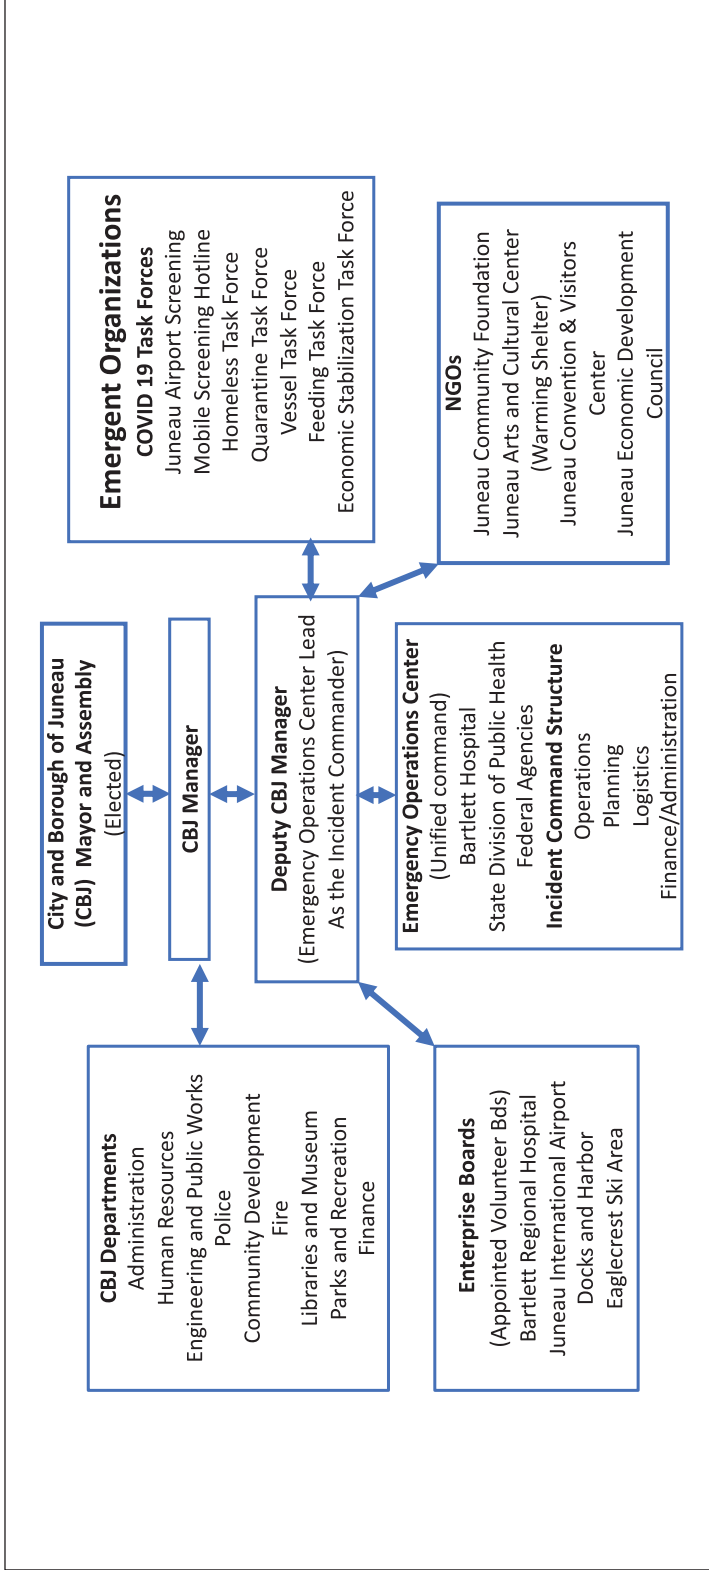 City and Borough of Juneau
(CBJ)  Mayor and Assembly
(Elected)
CBJ Manager
Deputy CBJ Manager
(Emergency Operations Center Lead
As the Incident Commander)
CBJ Departments
Administration
Human Resources
Engineering and Public Works
Police
Community Development
Fire
Libraries and Museum
Parks and Recreation
Finance
Emergent Organizations
COVID 19 Task Forces
Juneau Airport Screening
Mobile Screening Hotline
Homeless Task Force
Quarantine Task Force
Vessel Task Force
Feeding Task Force
Economic Stabilization Task Force
Enterprise Boards
(Appointed Volunteer Bds)
Bartlett Regional Hospital
Juneau International Airport
Docks and Harbor
Eaglecrest Ski Area
Emergency Operations Center
(Unified command)
Bartlett Hospital
State Division of Public Health
Federal Agencies
Incident Command Structure
Operations
Planning
Logistics
Finance/Administration
NGOs
Juneau Community Foundation
Juneau Arts and Cultural Center
(Warming Shelter)
Juneau Convention & Visitors
Center
Juneau Economic Development
Council